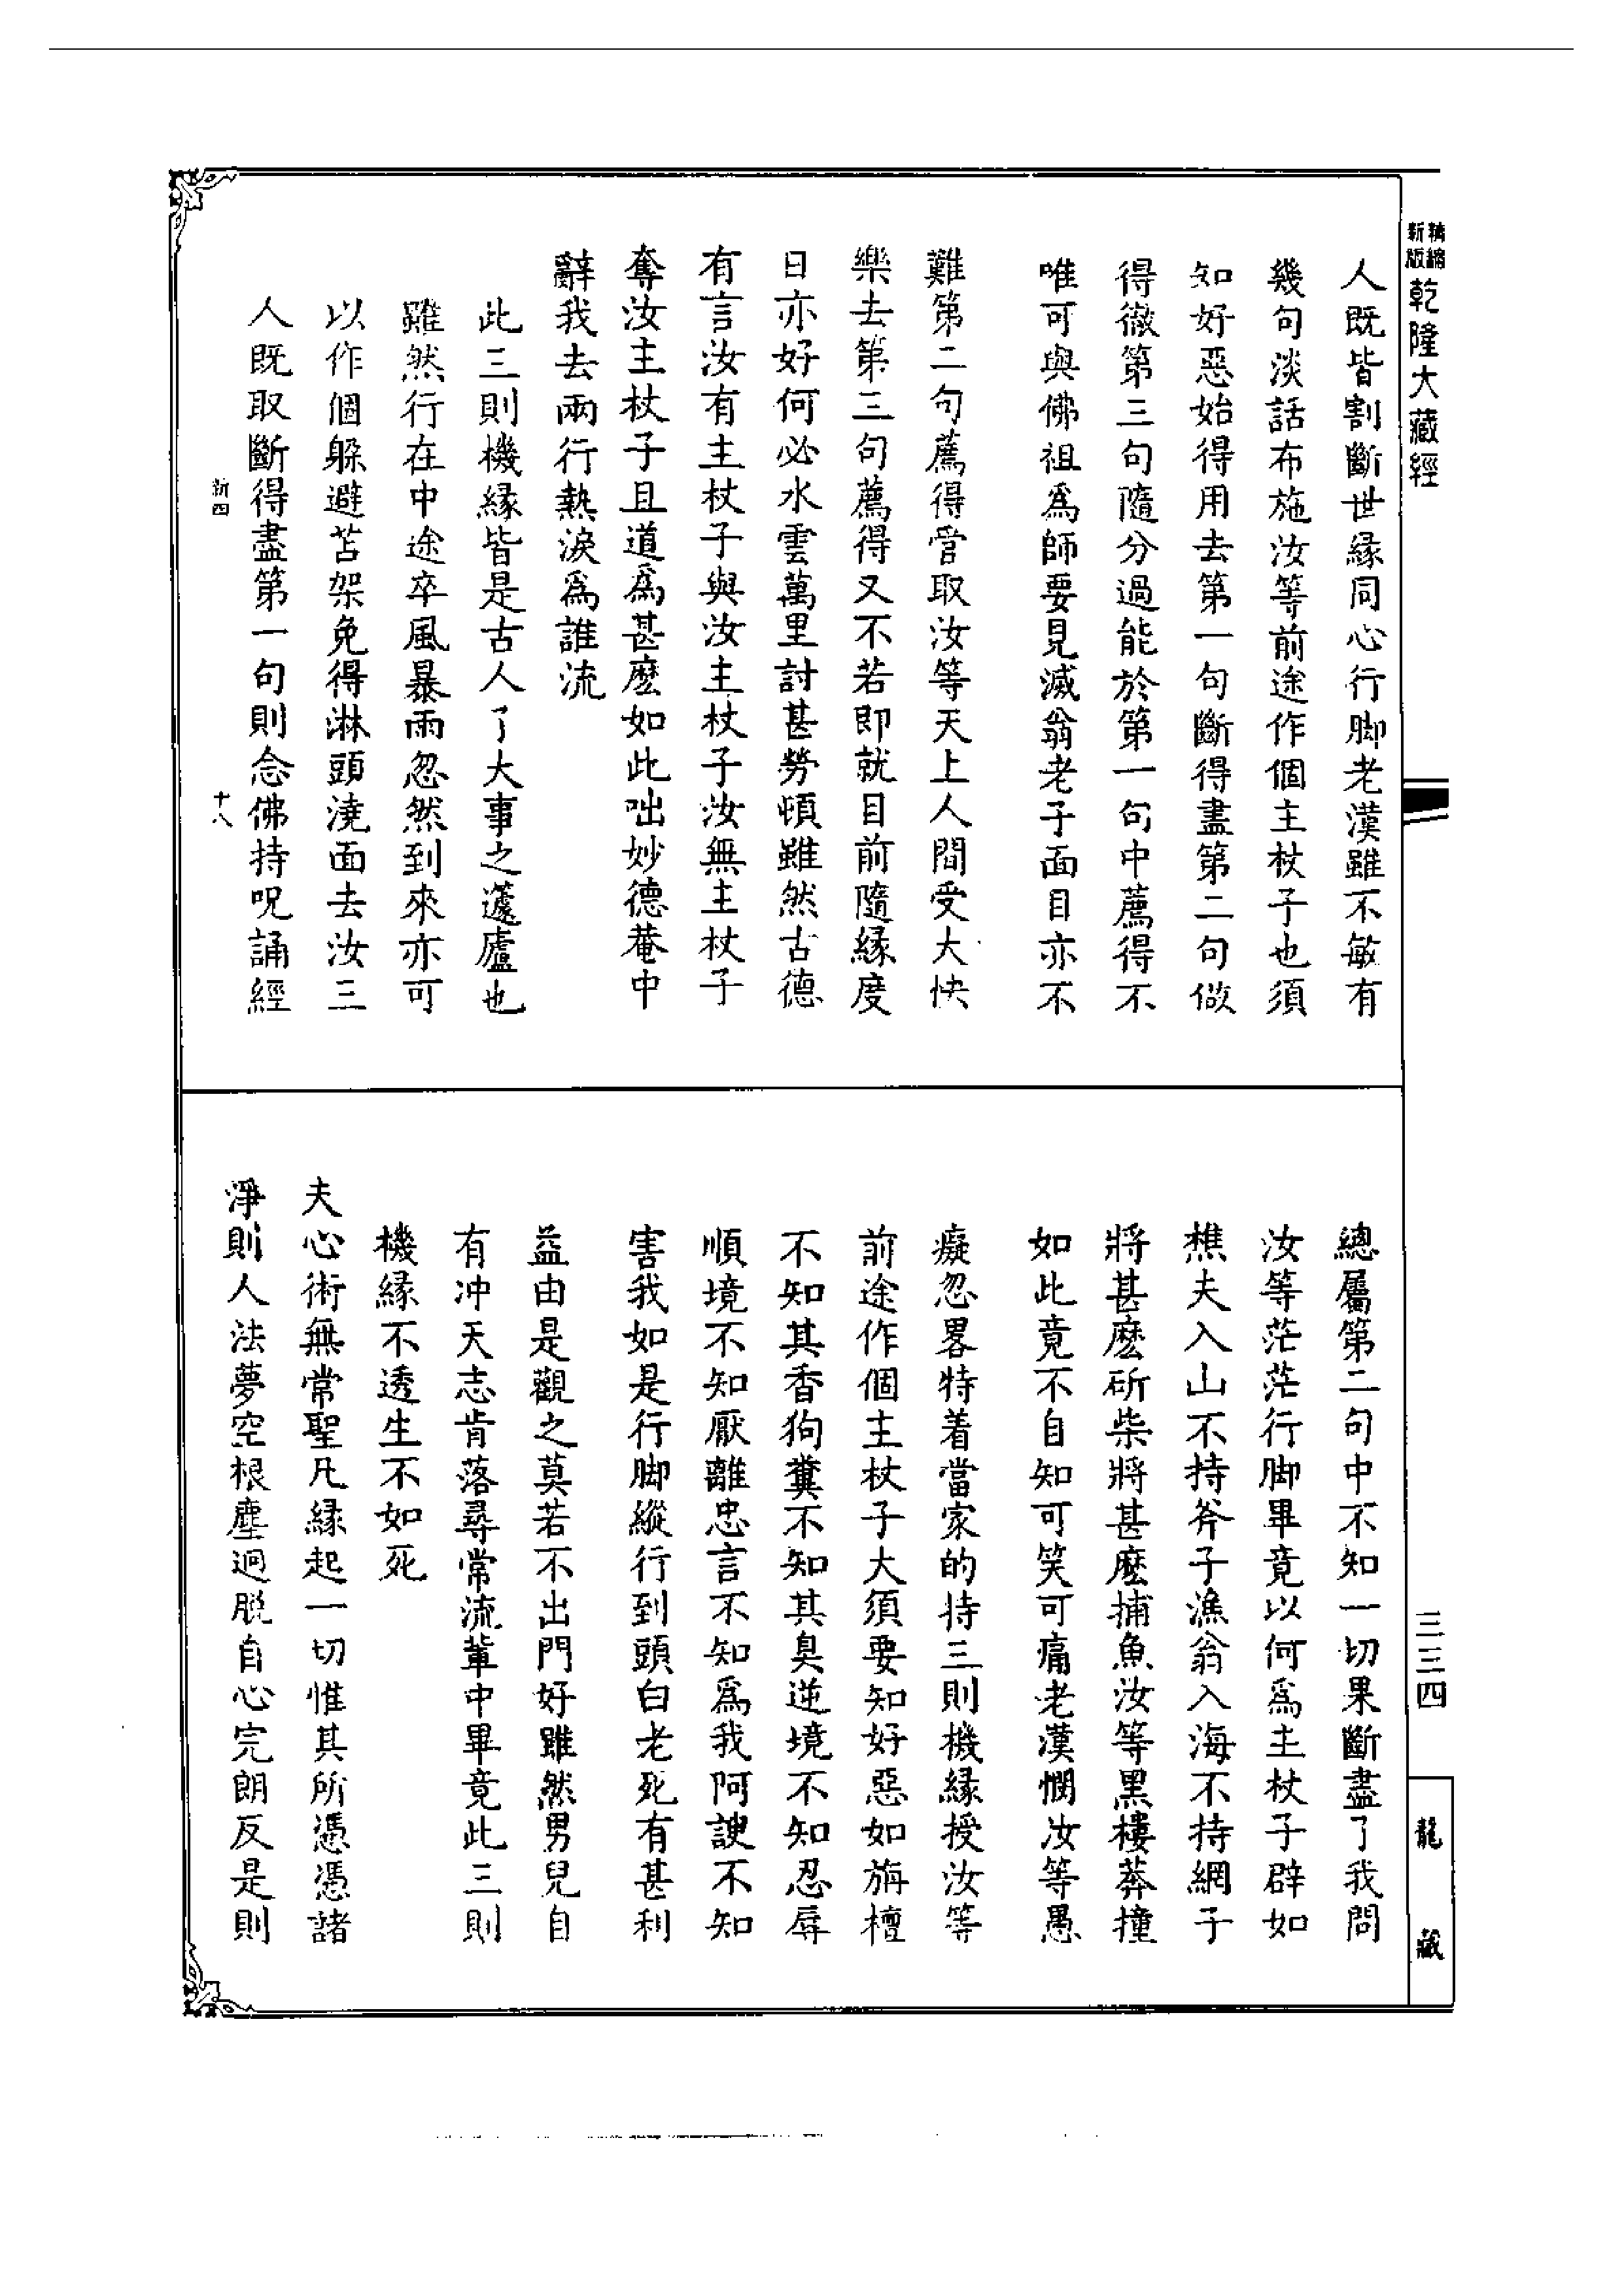 新版精縮乾隆大藏經
人既皆割斷世緣同心行脚老漢雖不敏有
幾句淡話布施汝等前途作個主杖子也須
知好惡始得用去第一句斷得盡第二句做
得徹第三句隨分過能於第一句中薦得不
唯可與佛祖為師要見滅翁老子面目亦不
難第二句薦得管取汝等天上人間受大快
樂去第三句薦得又不若即就目前隨緣度
日亦好何必水雲萬里討甚勞頓雖然古德
有言汝有主杖子與汝主杖子汝無主杖子
奪汝主杖子且道為甚麼如此咄妙德菴中
辭我去兩行熱淚為誰流
此三則機緣皆是古人了大事之蘧廬也
雖然行在中途卒風暴雨忽然到來亦可
以作個躲避苫架免得淋頭澆面去汝三
人既取斷得盡第一句則念佛持呪誦經
新四
十八
總屬第二句中不知一切果斷盡了我問
汝等茫茫行脚畢竟以何為主杖子辟如
樵夫入山不持斧子漁翁入海不持網子
將甚麼斫柴將甚麼捕魚汝等黑樓莽撞
如此竟不自知可笑可痛老漢憫汝等愚
癡忽畧特着當家的持三則機緣授汝等
前途作個主杖子大須要知好惡如旃檀
不知其香狗糞不知其臭逆境不知忍辱
順境不知厭離忠言不知為我阿諛不知
害我如是行脚縱行到頭白老死有甚利
益由是觀之莫若不出門好雖然男兒自
有冲天志肯落尋常流輩中畢竟此三則
機緣不透生不如死
夫心術無常聖凡緣起一切惟其所憑憑諸
淨則人法夢空根塵迥脫自心完朗反是則
三三四
龍藏